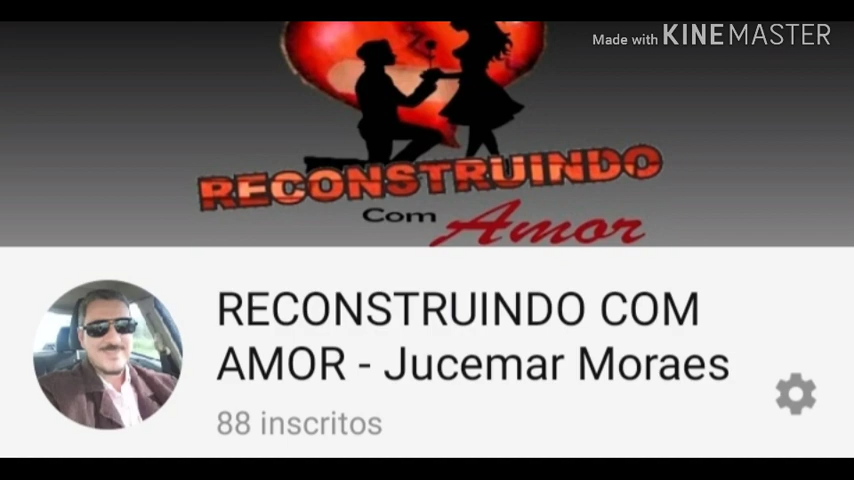 Made with KINEMASTER
RECONSTRUINDO
Com Amor
RECONSTRUINDO COM
AMOR - Jucemar Moraes
88 inscritos